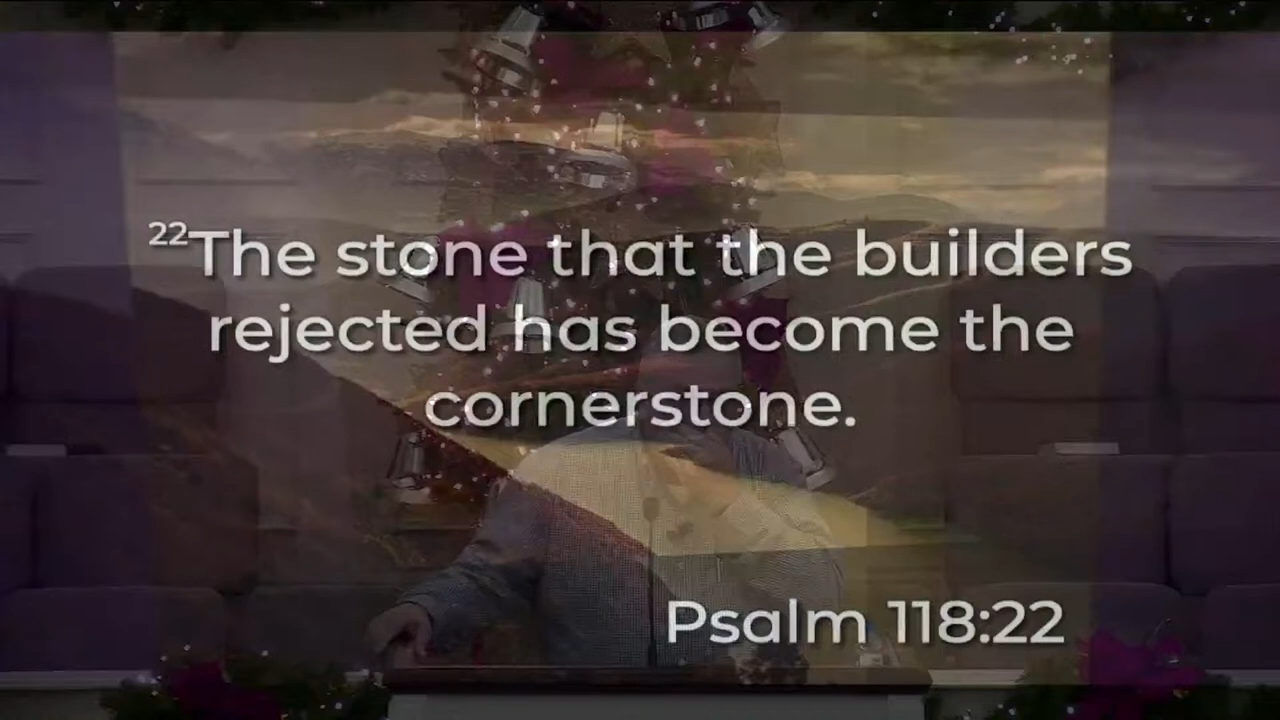 22The stone that the builders
rejected has become the
cornerstone.
Psalm 118:22